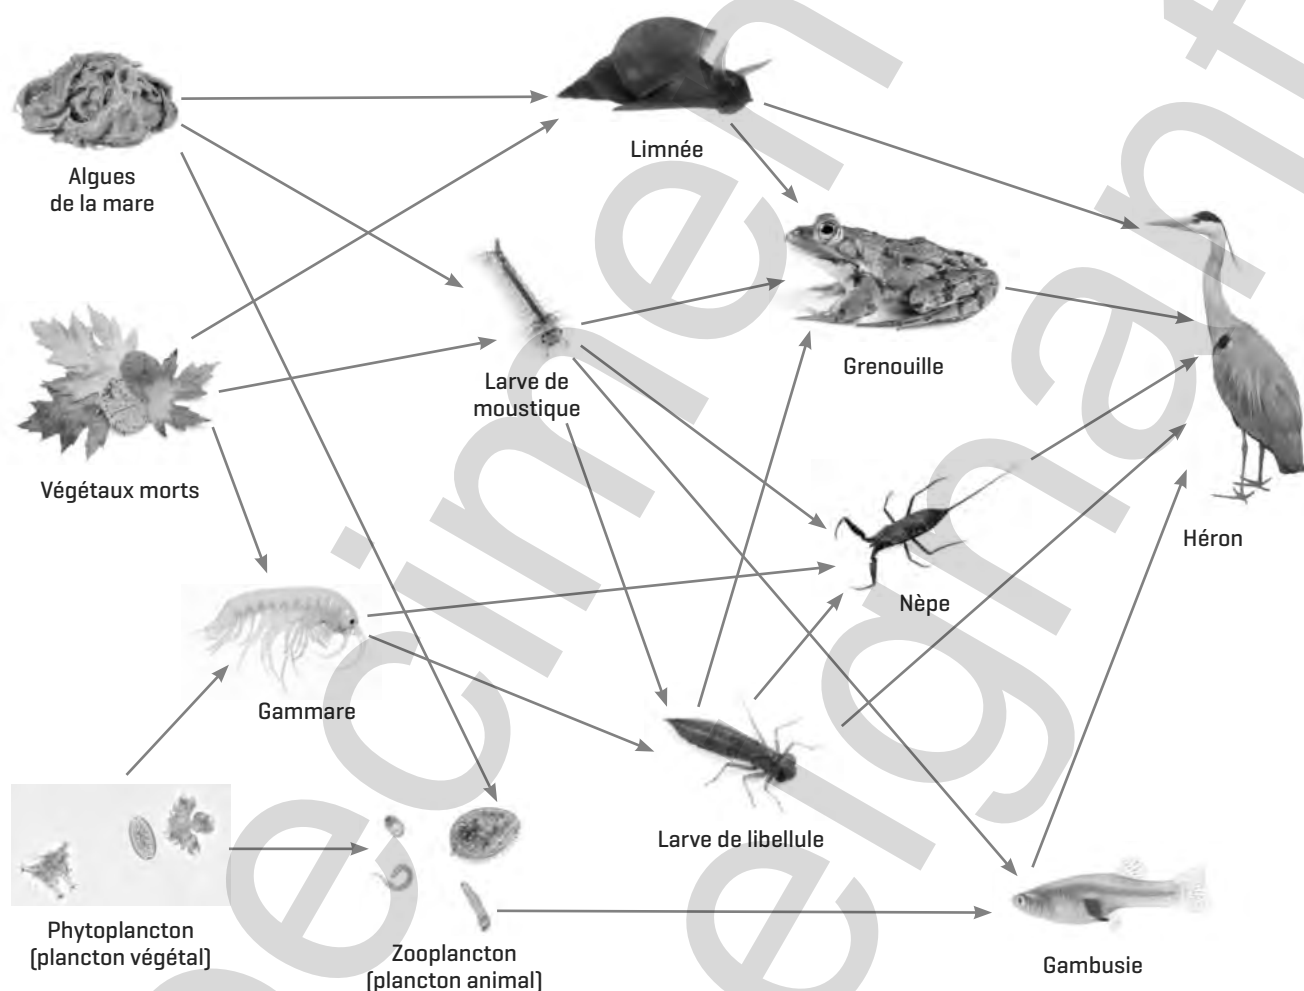 Algues
de la mare
Limnée
Larve de
moustique
Grenouille
Végétaux morts
Héron
Nèpe
Gammare
Larve de libellule
Phytoplancton
(plancton végétal)
Zooplancton
(plancton animal)
Gambusie